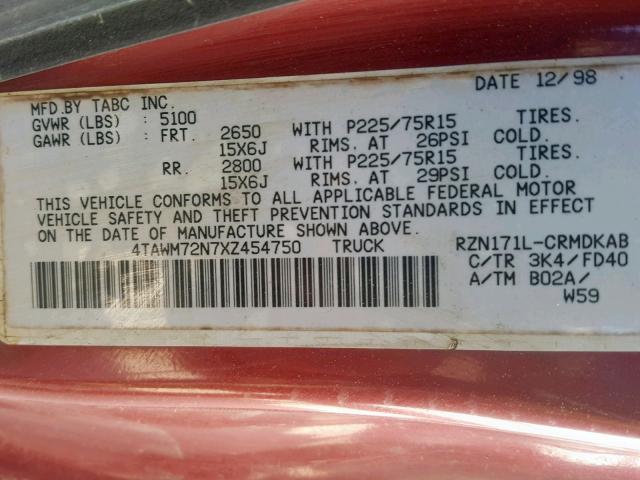 DATE 12/98
MFD.BY TABC INC.
GVWR (LBS) : 5100
GAWR (LBS) : FRT. 2650 WITH P225/75R15 TIRES.
15X6J RIMS. AT 26PSI COLD.
RR. 2800 WITH P225/75R15 TIRES.
15X6J RIMS. AT 29PSI COLD.
THIS VEHICLE CONFORMS TO ALL APPLICABLE FEDERAL MOTOR
VEHICLE SAFETY AND THEFT PREVENTION STANDARDS IN EFFECT
ON THE DATE OF MANUFACTURE SHOWN ABOVE.
4TAWM72N7XZ454750 TRUCK RZN171L-CRMDKAB
C/TR 3K4/FD40
A/TM B02A/
W59